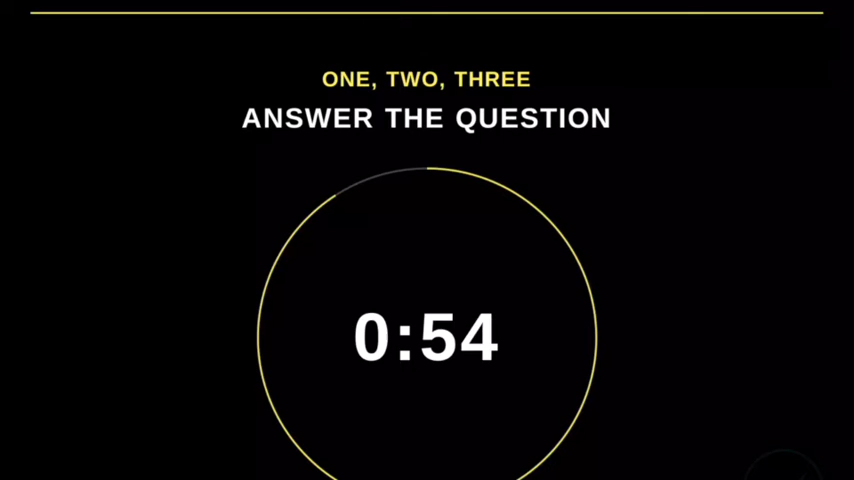 ONE, TWO, THREE
ANSWER THE QUESTION
0:54